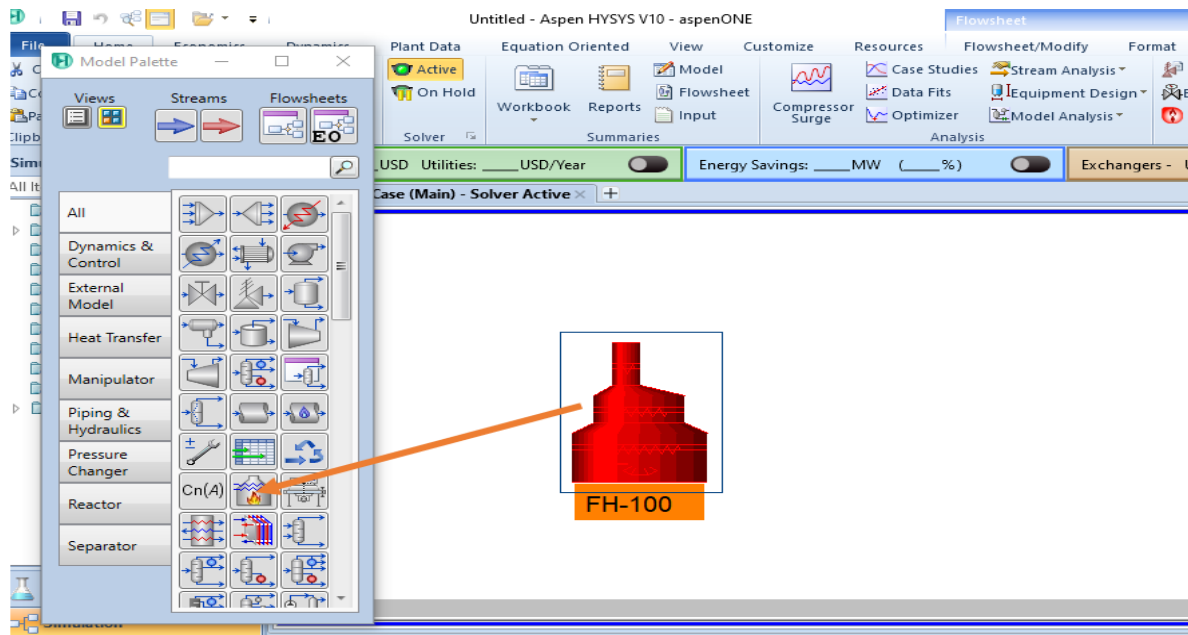 Untitled - Aspen HYSYS V10 - aspenONE
Flowsheet
File Home Economics Dynamics Plant Data Equation Oriented View Customize Resources Flowsheet/Modify Format
Model Palette
Views Streams Flowsheets
EO
Active
On Hold
Solver
Workbook Reports
Model
Flowsheet
Input
Summaries
Compressor
Surge
Case Studies
Data Fits
Optimizer
Stream Analysis
Equipment Design
Model Analysis
Analysis
USD Utilities: ____USD/Year
Energy Savings: ____MW (____%)
Exchangers -
Case (Main) - Solver Active
All
Dynamics &
Control
External
Model
Heat Transfer
Manipulator
Piping &
Hydraulics
Pressure
Changer
Reactor
Separator
Cn(A)
FH-100
Simulation